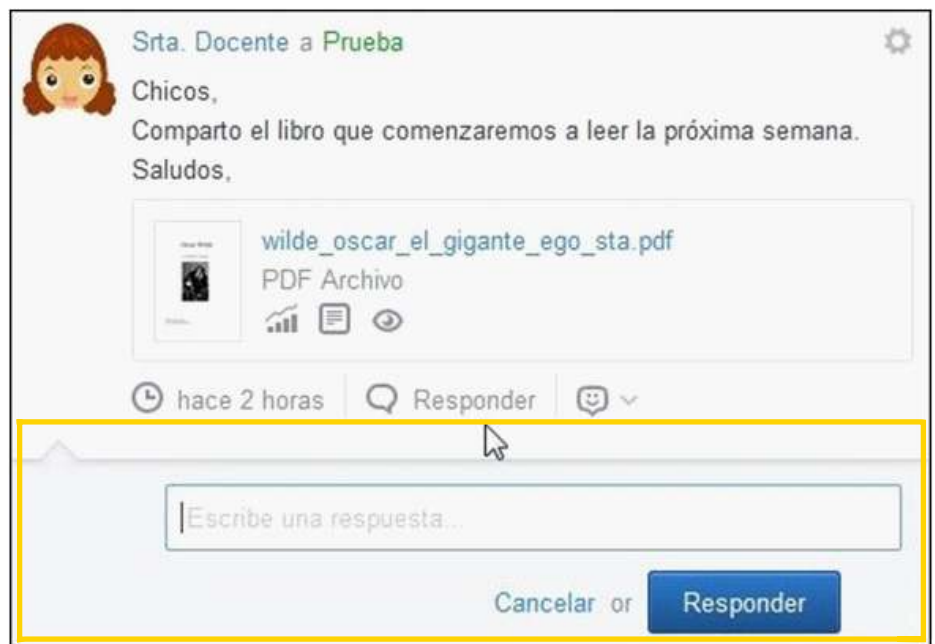 Srta. Docente a Prueba
Chicos,
Comparto el libro que comenzaremos a leer la próxima semana.
Saludos,
wilde_oscar_el_gigante_ego_sta.pdf
PDF Archivo
hace 2 horas Responder
Escribe una respuesta...
Cancelar or Responder